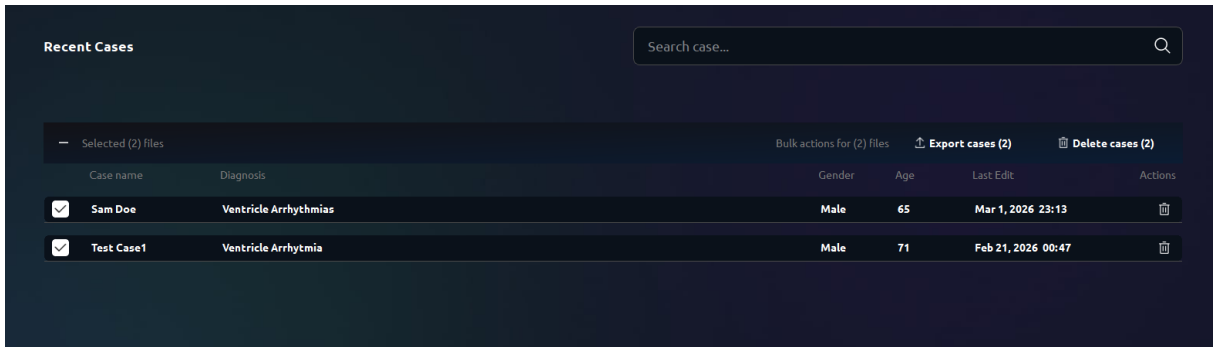 Recent Cases
Search case...
Selected (2) files Bulk actions for (2) files Export cases (2) Delete cases (2)
Case name Diagnosis Gender Age Last Edit Actions
Sam Doe Ventricle Arrhythmias Male 65 Mar 1, 2026 23:13
Test Case1 Ventricle Arrhytmia Male 71 Feb 21, 2026 00:47